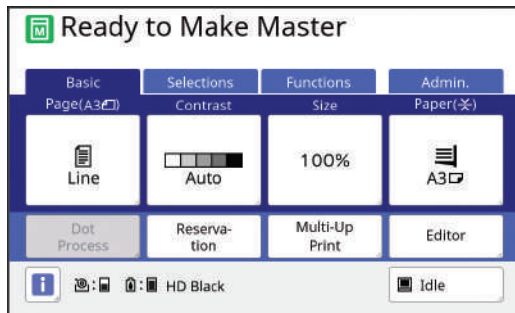 M Ready to Make Master
Basic Selections Functions Admin.
Page(A3) Contrast Size Paper()
Line Auto 100% A3
Dot Process Reserva-tion Multi-Up Print Editor
i : : HD Black Idle